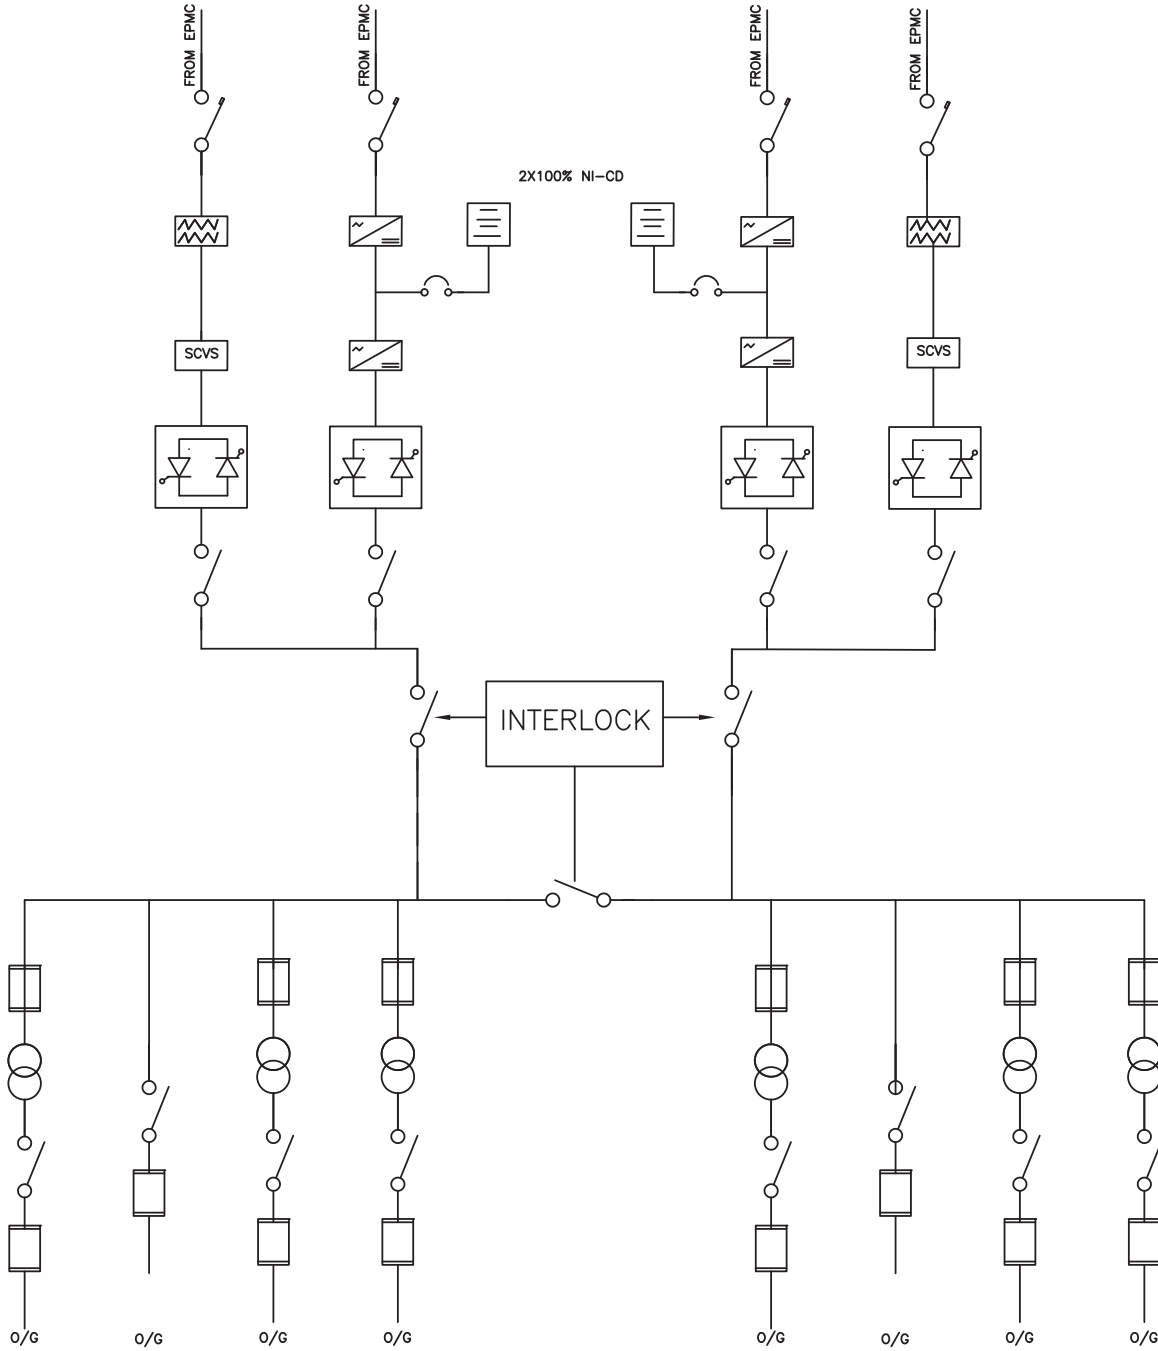 FROM EPMC
FROM EPMC
FROM EPMC
FROM EPMC
2X100% NI-CD
SCVS
SCVS
INTERLOCK
O/G
O/G
O/G
O/G
O/G
O/G
O/G
O/G